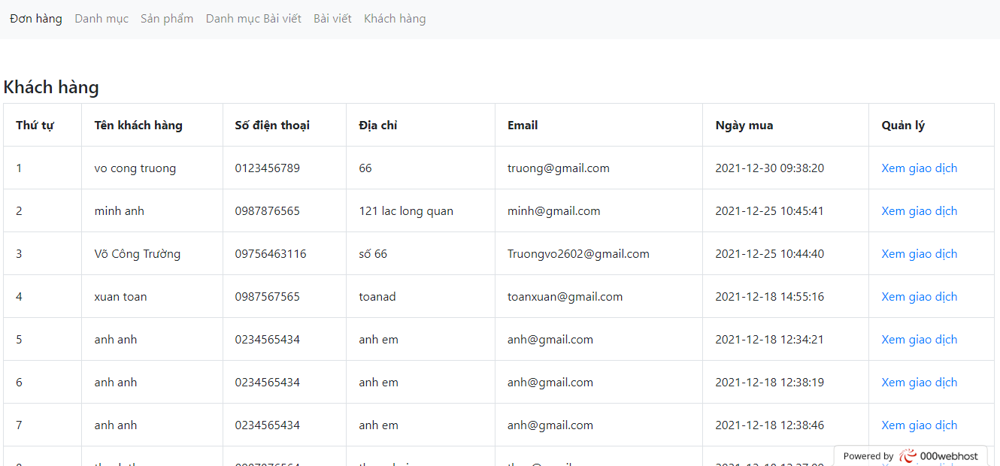 Đơn hàng Danh mục Sản phẩm Danh mục Bài viết Bài viết Khách hàng
Khách hàng
Thứ tự Tên khách hàng Số điện thoại Địa chỉ Email Ngày mua Quản lý
1 vo cong truong 0123456789 66 truong@gmail.com 2021-12-30 09:38:20 Xem giao dịch
2 minh anh 0987876565 121 lac long quan minh@gmail.com 2021-12-25 10:45:41 Xem giao dịch
3 Võ Công Trường 09756463116 số 66 Truongvo2602@gmail.com 2021-12-25 10:44:40 Xem giao dịch
4 xuan toan 0987567565 toanad toanxuan@gmail.com 2021-12-18 14:55:16 Xem giao dịch
5 anh anh 0234565434 anh em anh@gmail.com 2021-12-18 12:34:21 Xem giao dịch
6 anh anh 0234565434 anh em anh@gmail.com 2021-12-18 12:38:19 Xem giao dịch
7 anh anh 0234565434 anh em anh@gmail.com 2021-12-18 12:38:46 Xem giao dịch
Powered by 000webhost